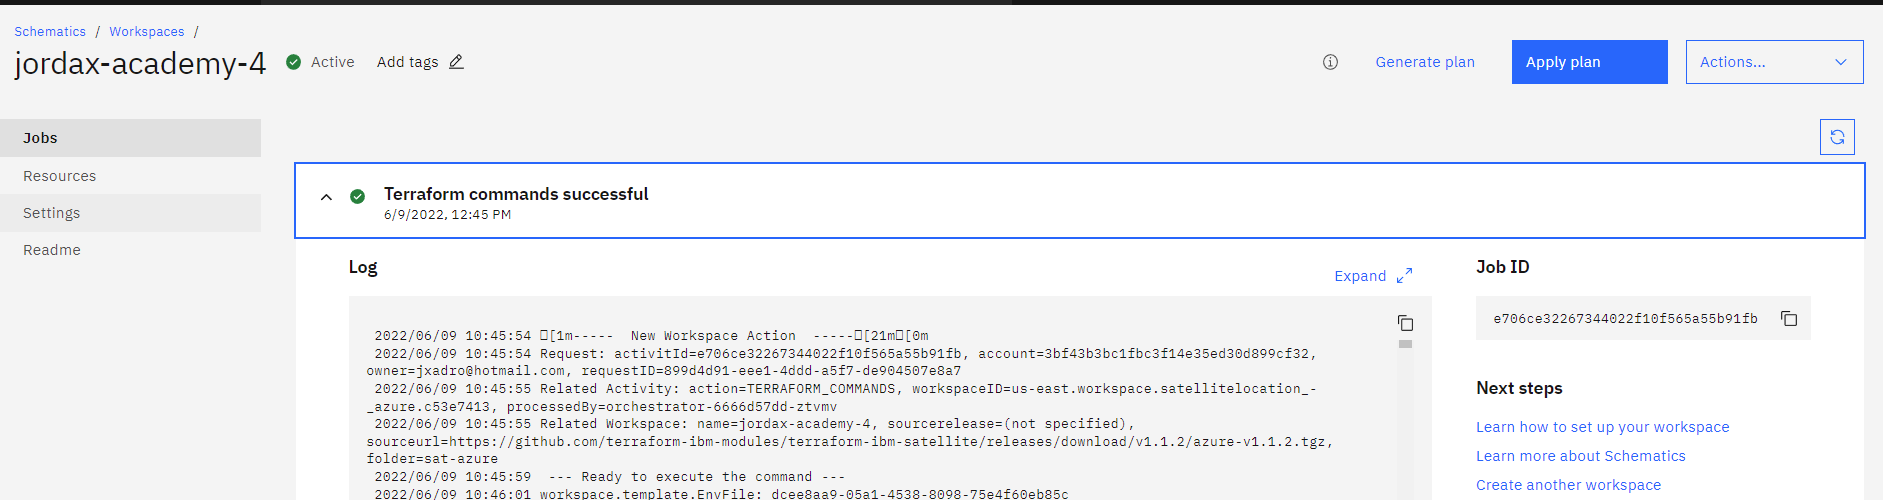 Schematics / Workspaces /
jordax-academy-4 Active Add tags Generate plan Apply plan Actions...
Jobs
Resources
Settings
Readme
Terraform commands successful
6/9/2022, 12:45 PM
Log
Expand
2022/06/09 10:45:54 [1m-----  New Workspace Action  -----[21m[0m
2022/06/09 10:45:54 Request: activitId=e706ce32267344022f10f565a55b91fb, account=3bf43b3bc1fbc3f14e35ed30d899cf32,
owner=jxadro@hotmail.com, requestID=899d4d91-eee1-4ddd-a5f7-de904507e8a7
2022/06/09 10:45:55 Related Activity: action=TERRAFORM_COMMANDS, workspaceID=us-east.workspace.satellitelocation_-
_azure.c53e7413, processedBy=orchestrator-6666d57dd-ztvmv
2022/06/09 10:45:55 Related Workspace: name=jordax-academy-4, sourcerelease=(not specified),
sourceurl=https://github.com/terraform-ibm-modules/terraform-ibm-satellite/releases/download/v1.1.2/azure-v1.1.2.tgz,
folder=sat-azure
2022/06/09 10:45:59  --- Ready to execute the command ---
2022/06/09 10:46:01 workspace.template.EnvFile: dcee8aa9-05a1-4538-8098-75e4f60eb85c
Job ID
e706ce32267344022f10f565a55b91fb
Next steps
Learn how to set up your workspace
Learn more about Schematics
Create another workspace